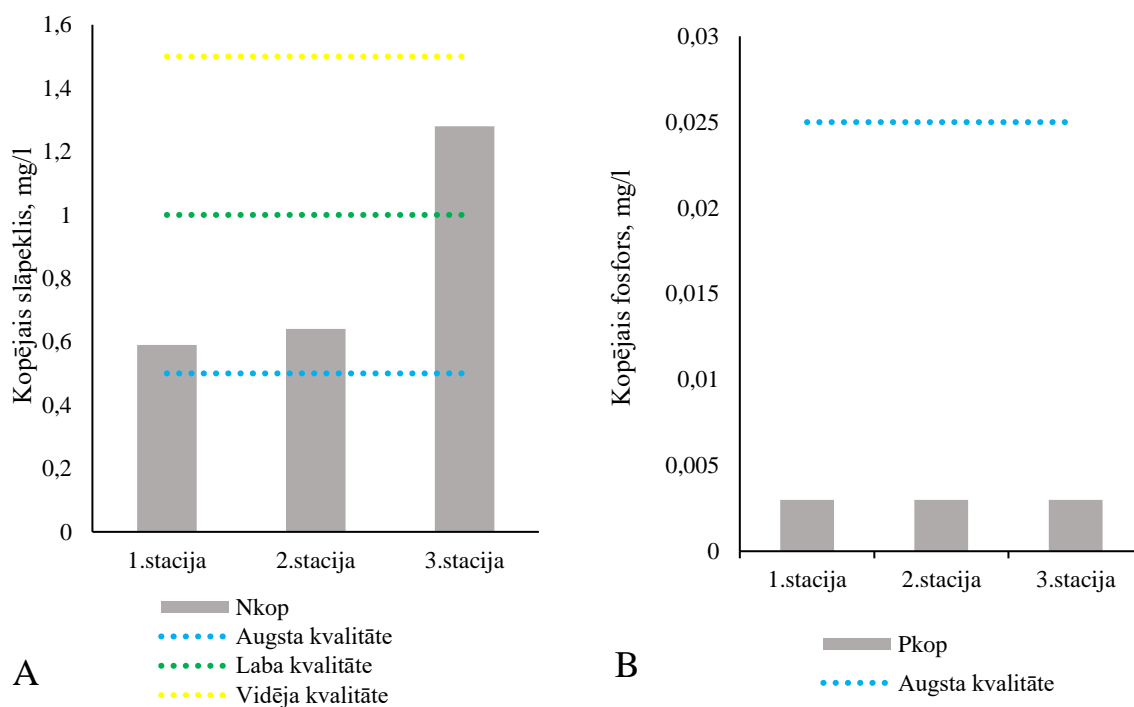 Kopējais slāpeklis, mg/l
1,6
1,4
1,2
1
0,8
0,6
0,4
0,2
0
1.stacija 2.stacija 3.stacija
Nkop
Augsta kvalitāte
Laba kvalitāte
Vidēja kvalitāte
A
Kopējais fosfors, mg/l
0,03
0,025
0,02
0,015
0,01
0,005
0
1.stacija 2.stacija 3.stacija
Pkop
Augsta kvalitāte
B